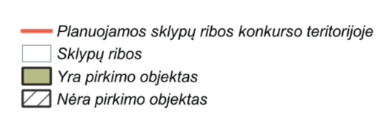 Planuojamos sklypų ribos konkurso teritorijoje
Sklypų ribos
Yra pirkimo objektas
Nėra pirkimo objektas